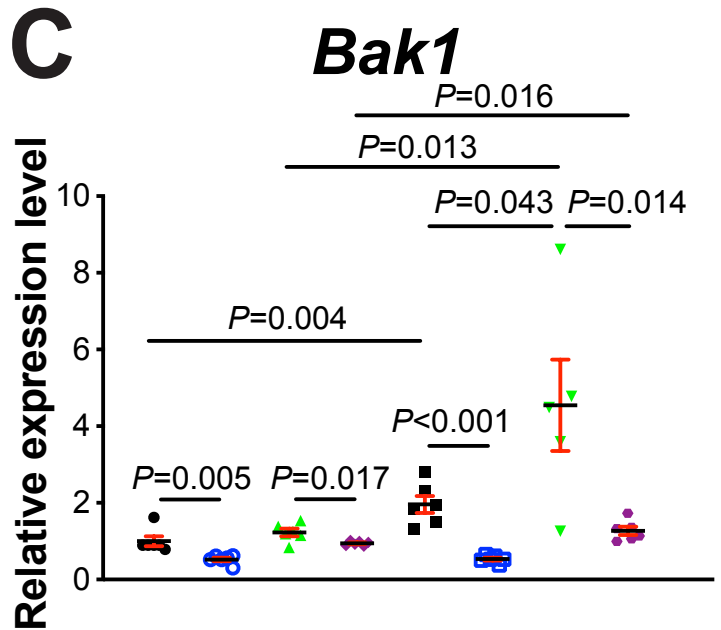 C
Bak1
P=0.016
P=0.013
P=0.043
P=0.014
P=0.004
P<0.001
P=0.005
P=0.017
Relative expression level
10
8
6
4
2
0